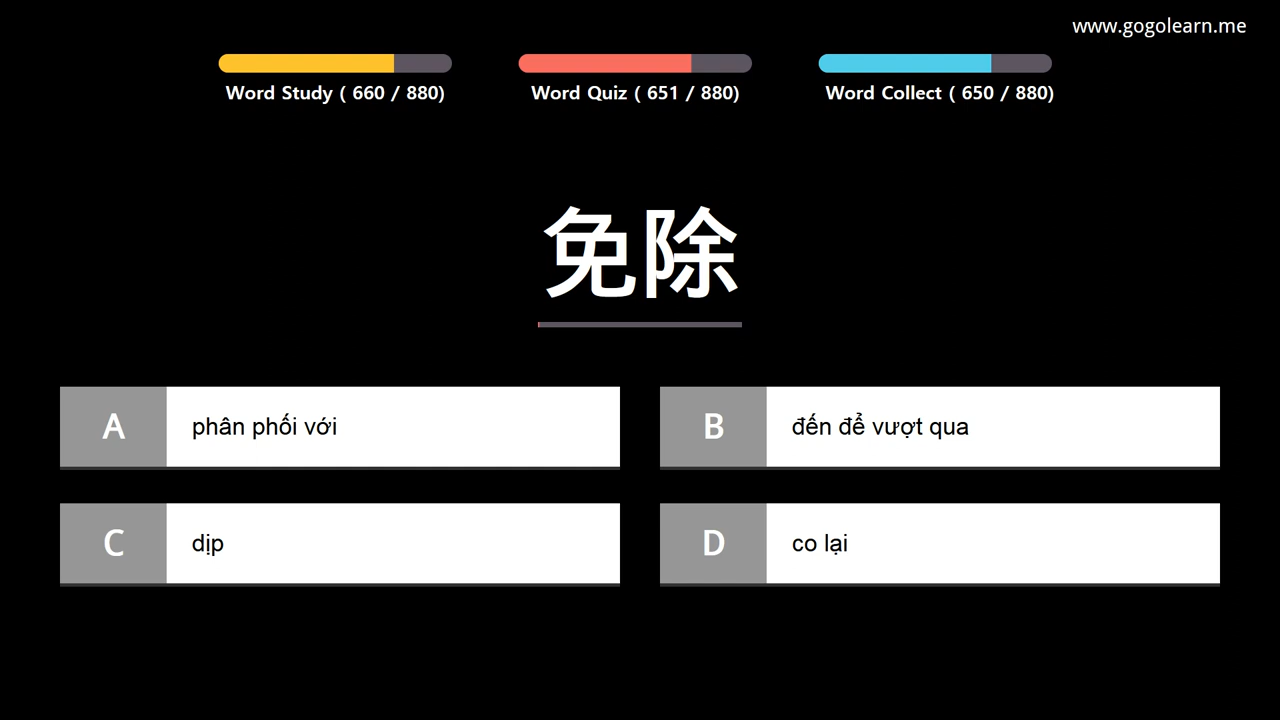 www.gogolearn.me
Word Study ( 660 / 880)
Word Quiz ( 651 / 880)
Word Collect ( 650 / 880)
免除
A phân phối với
B đến để vượt qua
C dịp
D co lại